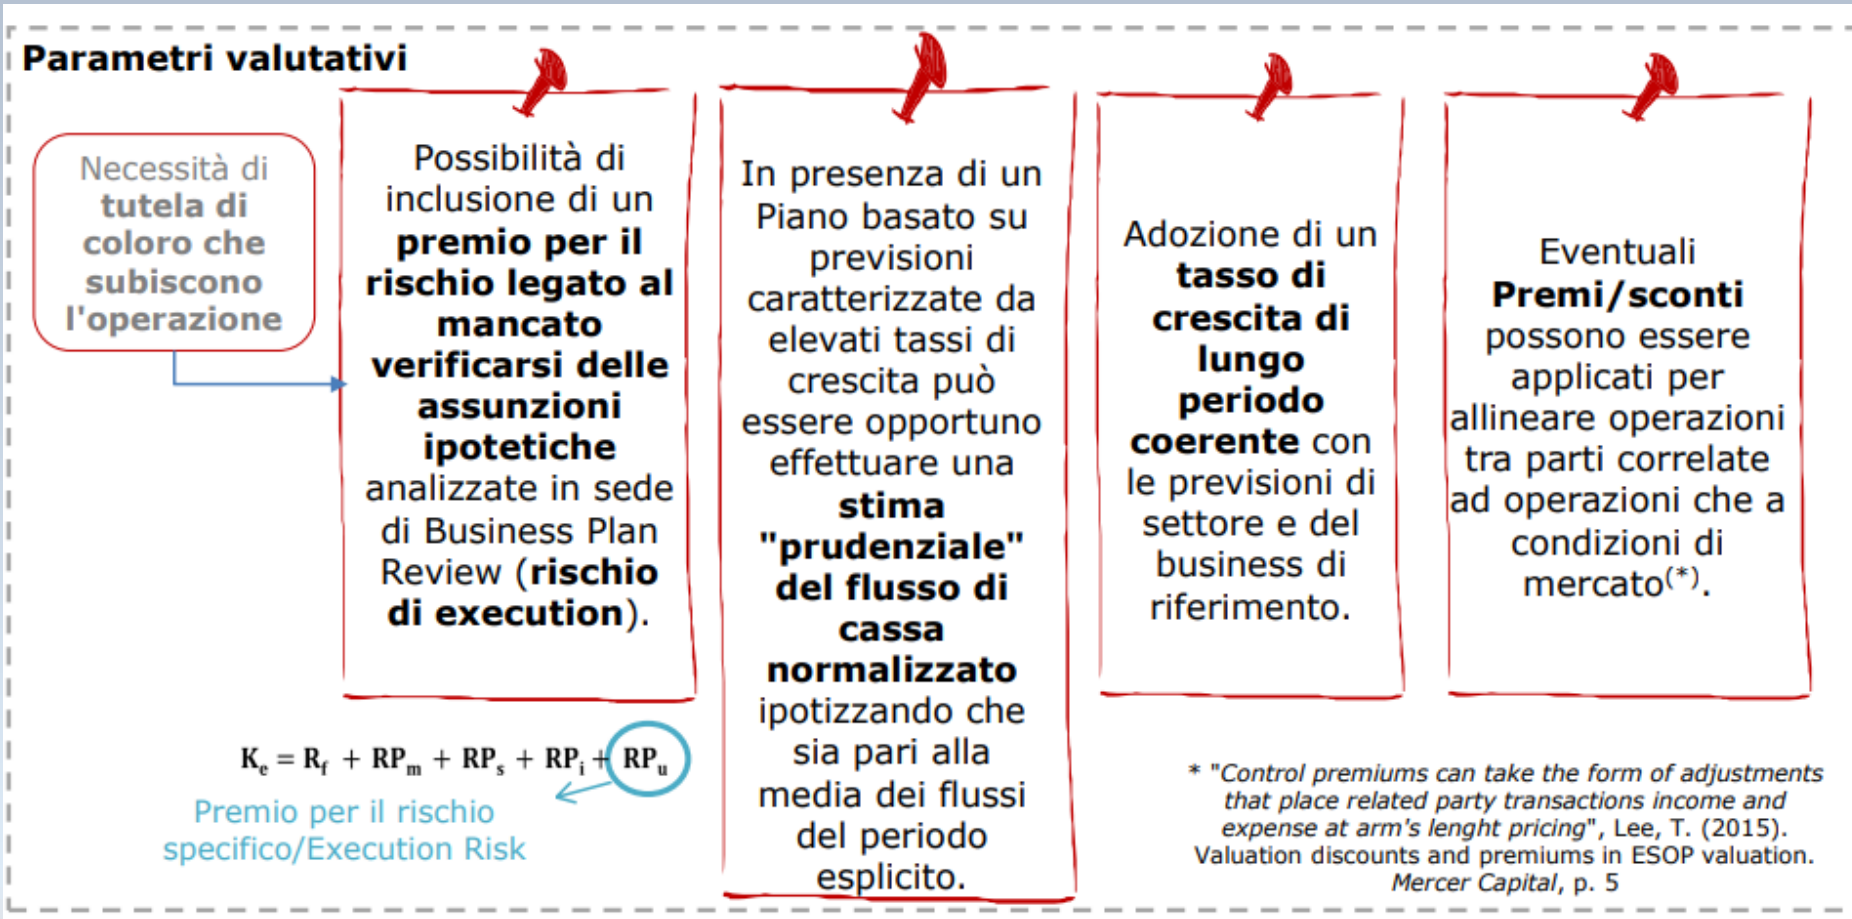 Parametri valutativi
Necessità di
tutela di
coloro che
subiscono
l'operazione
Possibilità di
inclusione di un
premio per il
rischio legato al
mancato
verificarsi delle
assunzioni
ipotetiche
analizzate in sede
di Business Plan
Review (rischio
di execution).
K_e = R_f + RP_m + RP_s + RP_i + RP_u
Premio per il rischio
specifico/Execution Risk
In presenza di un
Piano basato su
previsioni
caratterizzate da
elevati tassi di
crescita può
essere opportuno
effettuare una
stima
"prudenziale"
del flusso di
cassa
normalizzato
ipotizzando che
sia pari alla
media dei flussi
del periodo
esplicito.
Adozione di un
tasso di
crescita di
lungo
periodo
coerente con
le previsioni di
settore e del
business di
riferimento.
Eventuali
Premi/sconti
possono essere
applicati per
allineare operazioni
tra parti correlate
ad operazioni che a
condizioni di
mercato(*).
* "Control premiums can take the form of adjustments
that place related party transactions income and
expense at arm's lenght pricing", Lee, T. (2015).
Valuation discounts and premiums in ESOP valuation.
Mercer Capital, p. 5